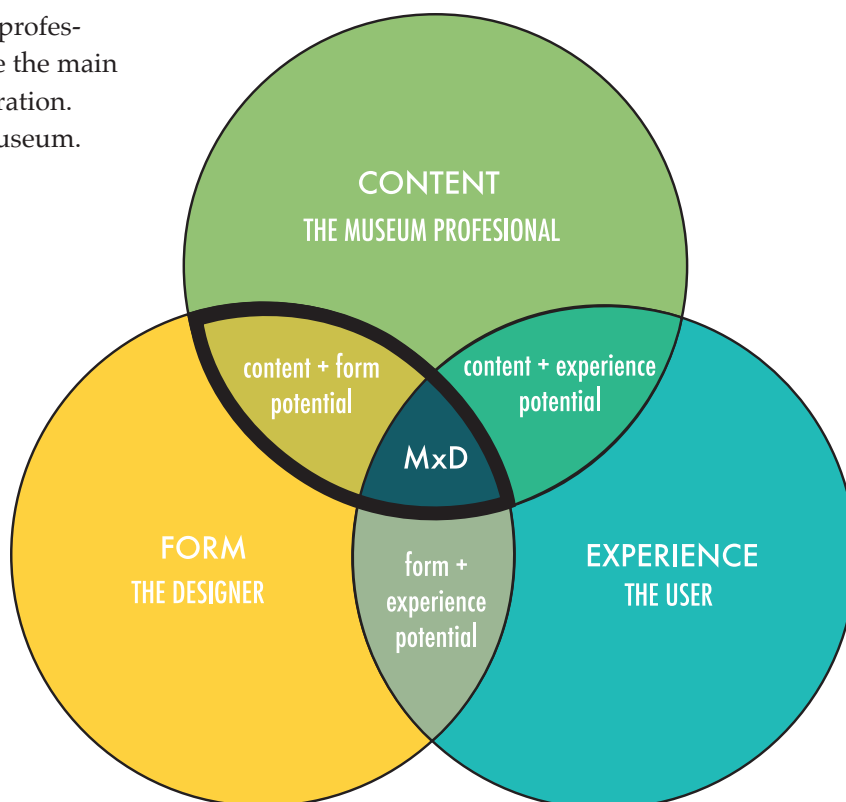 profes-
e the main
ration.
useum.
CONTENT
THE MUSEUM PROFESIONAL
content + form
potential
content + experience
potential
MxD
FORM
THE DESIGNER
form +
experience
potential
EXPERIENCE
THE USER